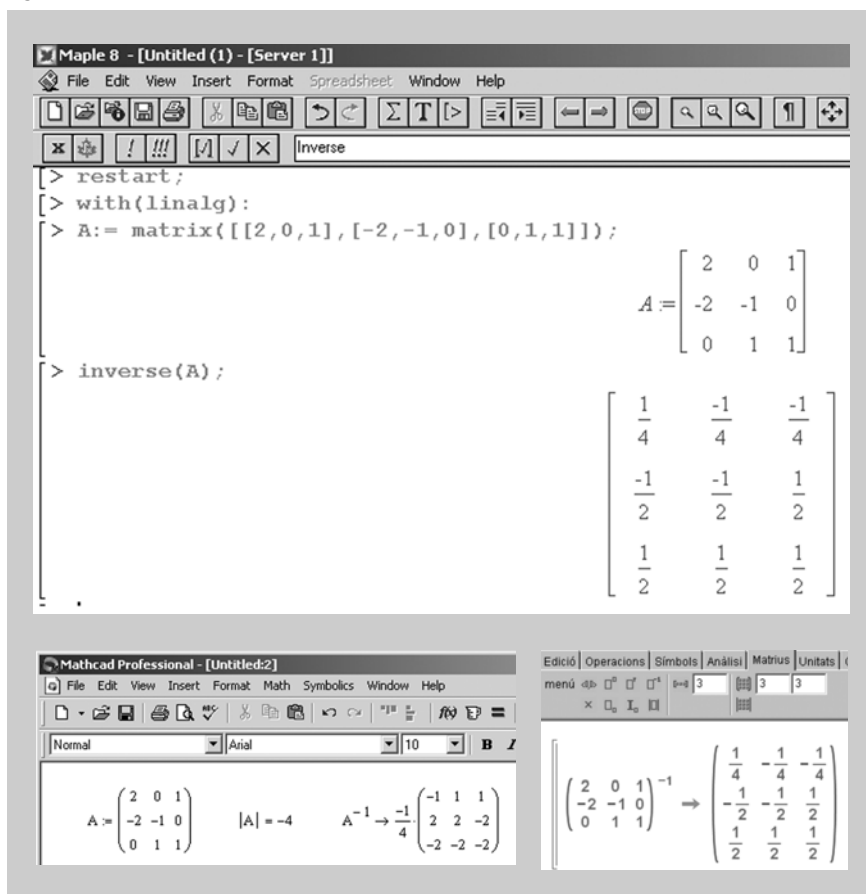 Maple 8 - [Untitled (1) - [Server 1]]
File Edit View Insert Format Spreadsheet Window Help
Inverse
[> restart;
[> with(linalg):
[> A:= matrix([[2,0,1],[-2,-1,0],[0,1,1]]);
A := [2 0 1]
[-2 -1 0]
[0 1 1]
[> inverse(A);
[1/4 -1/4 -1/4]
[-1/2 -1/2 1/2]
[1/2 1/2 1/2]
Mathcad Professional - [Untitled:2]
File Edit View Insert Format Math Symbolics Window Help
Normal Arial 10 B I
A := (2 0 1)
(-2 -1 0)
(0 1 1)
|A| = -4
A^-1 → -1/4 · (-1 1 1)
(2 2 -2)
(-2 -2 -2)
Edició Operacions Símbols Anàlisi Matrius Unitats
menú 3 3 3
(2 0 1)
(-2 -1 0)
(0 1 1)^-1 →
(1/4 -1/4 -1/4)
(-1/2 -1/2 1/2)
(1/2 1/2 1/2)